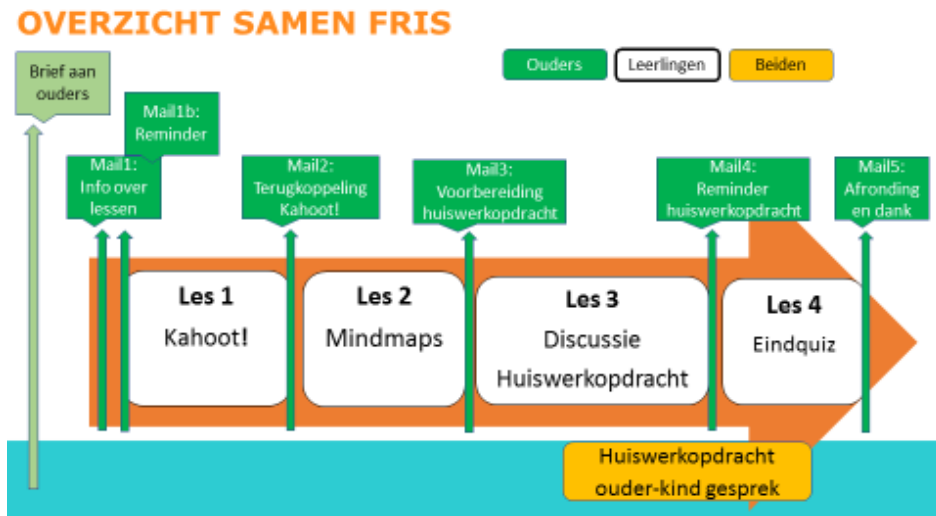 OVERZICHT SAMEN FRIS
Ouders
Leerlingen
Beiden
Brief aan
ouders
Mail1:
Info over
lessen
Mail1b:
Reminder
Mail2:
Terugkoppeling
Kahoot!
Mail3:
Voorbereiding
huiswerkopdracht
Mail4:
Reminder
huiswerkopdracht
Mail5:
Afronding
en dank
Les 1
Kahoot!
Les 2
Mindmaps
Les 3
Discussie
Huiswerkopdracht
Les 4
Eindquiz
Huiswerkopdracht
ouder-kind gesprek